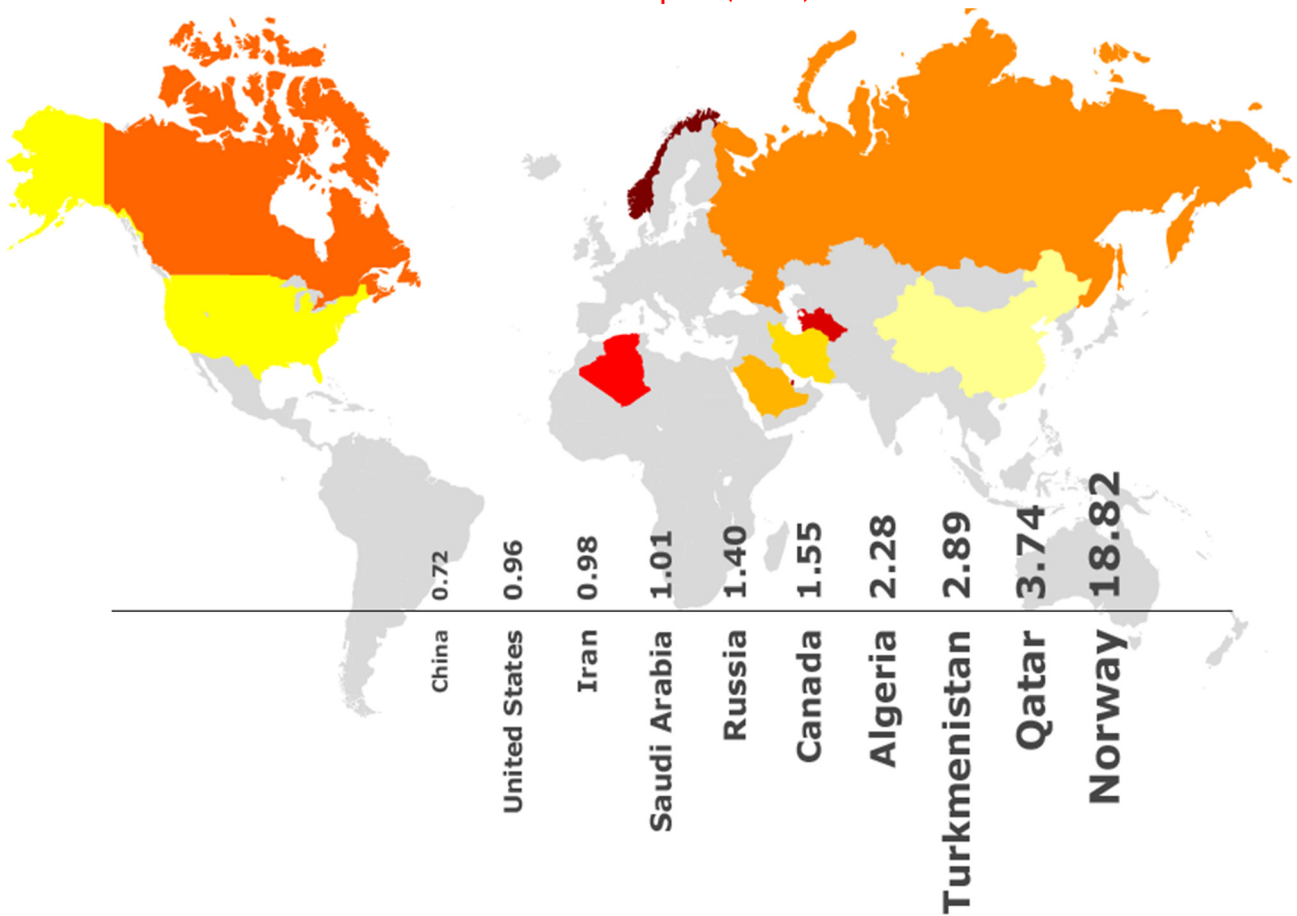 0.72
0.96
0.98
1.01
1.40
1.55
2.28
2.89
3.74
18.82
China
United States
Iran
Saudi Arabia
Russia
Canada
Algeria
Turkmenistan
Qatar
Norway